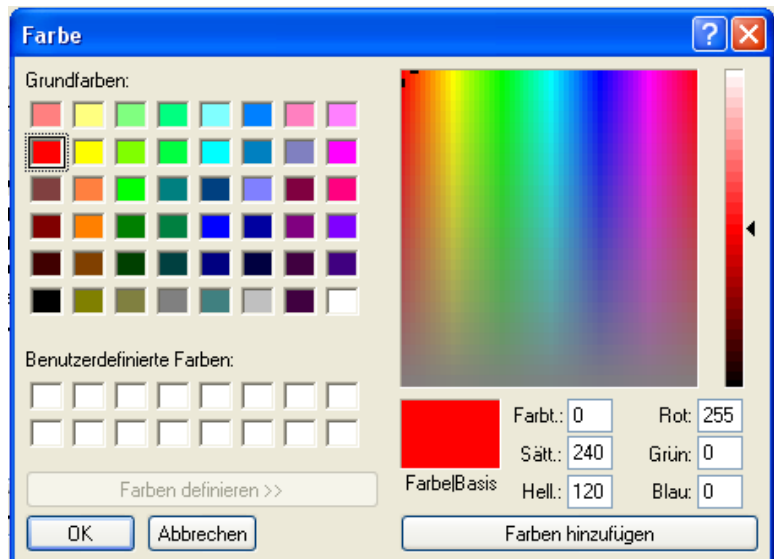 Farbe
Grundfarben:
Benutzerdefinierte Farben:
Farben definieren >>
OK
Abbrechen
Farbe|Basis
Farbt.: 0
Sätt.: 240
Hell.: 120
Rot: 255
Grün: 0
Blau: 0
Farben hinzufügen